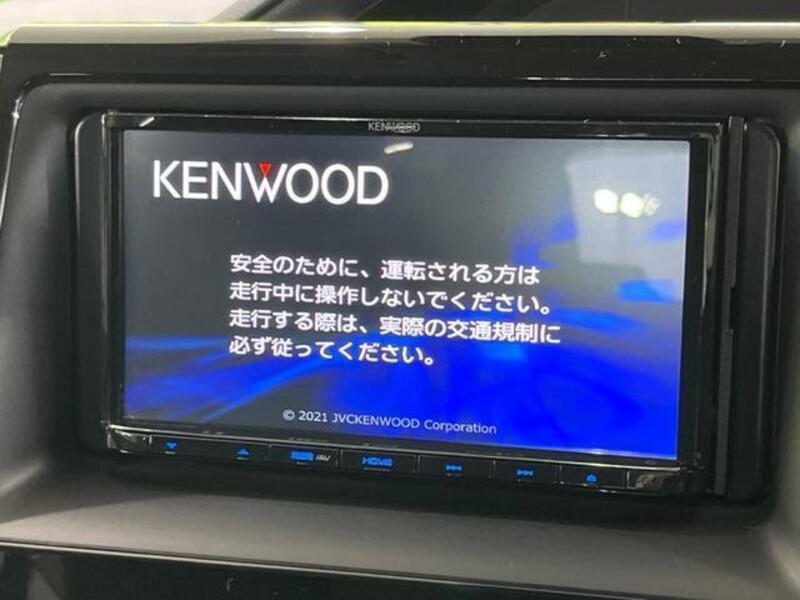 KENWOOD
KENWOOD
安全のために、運転される方は
走行中に操作しないでください。
走行する際は、実際の交通規制に
必ず従ってください。
© 2021 JVCKENWOOD Corporation
/AV
HOME